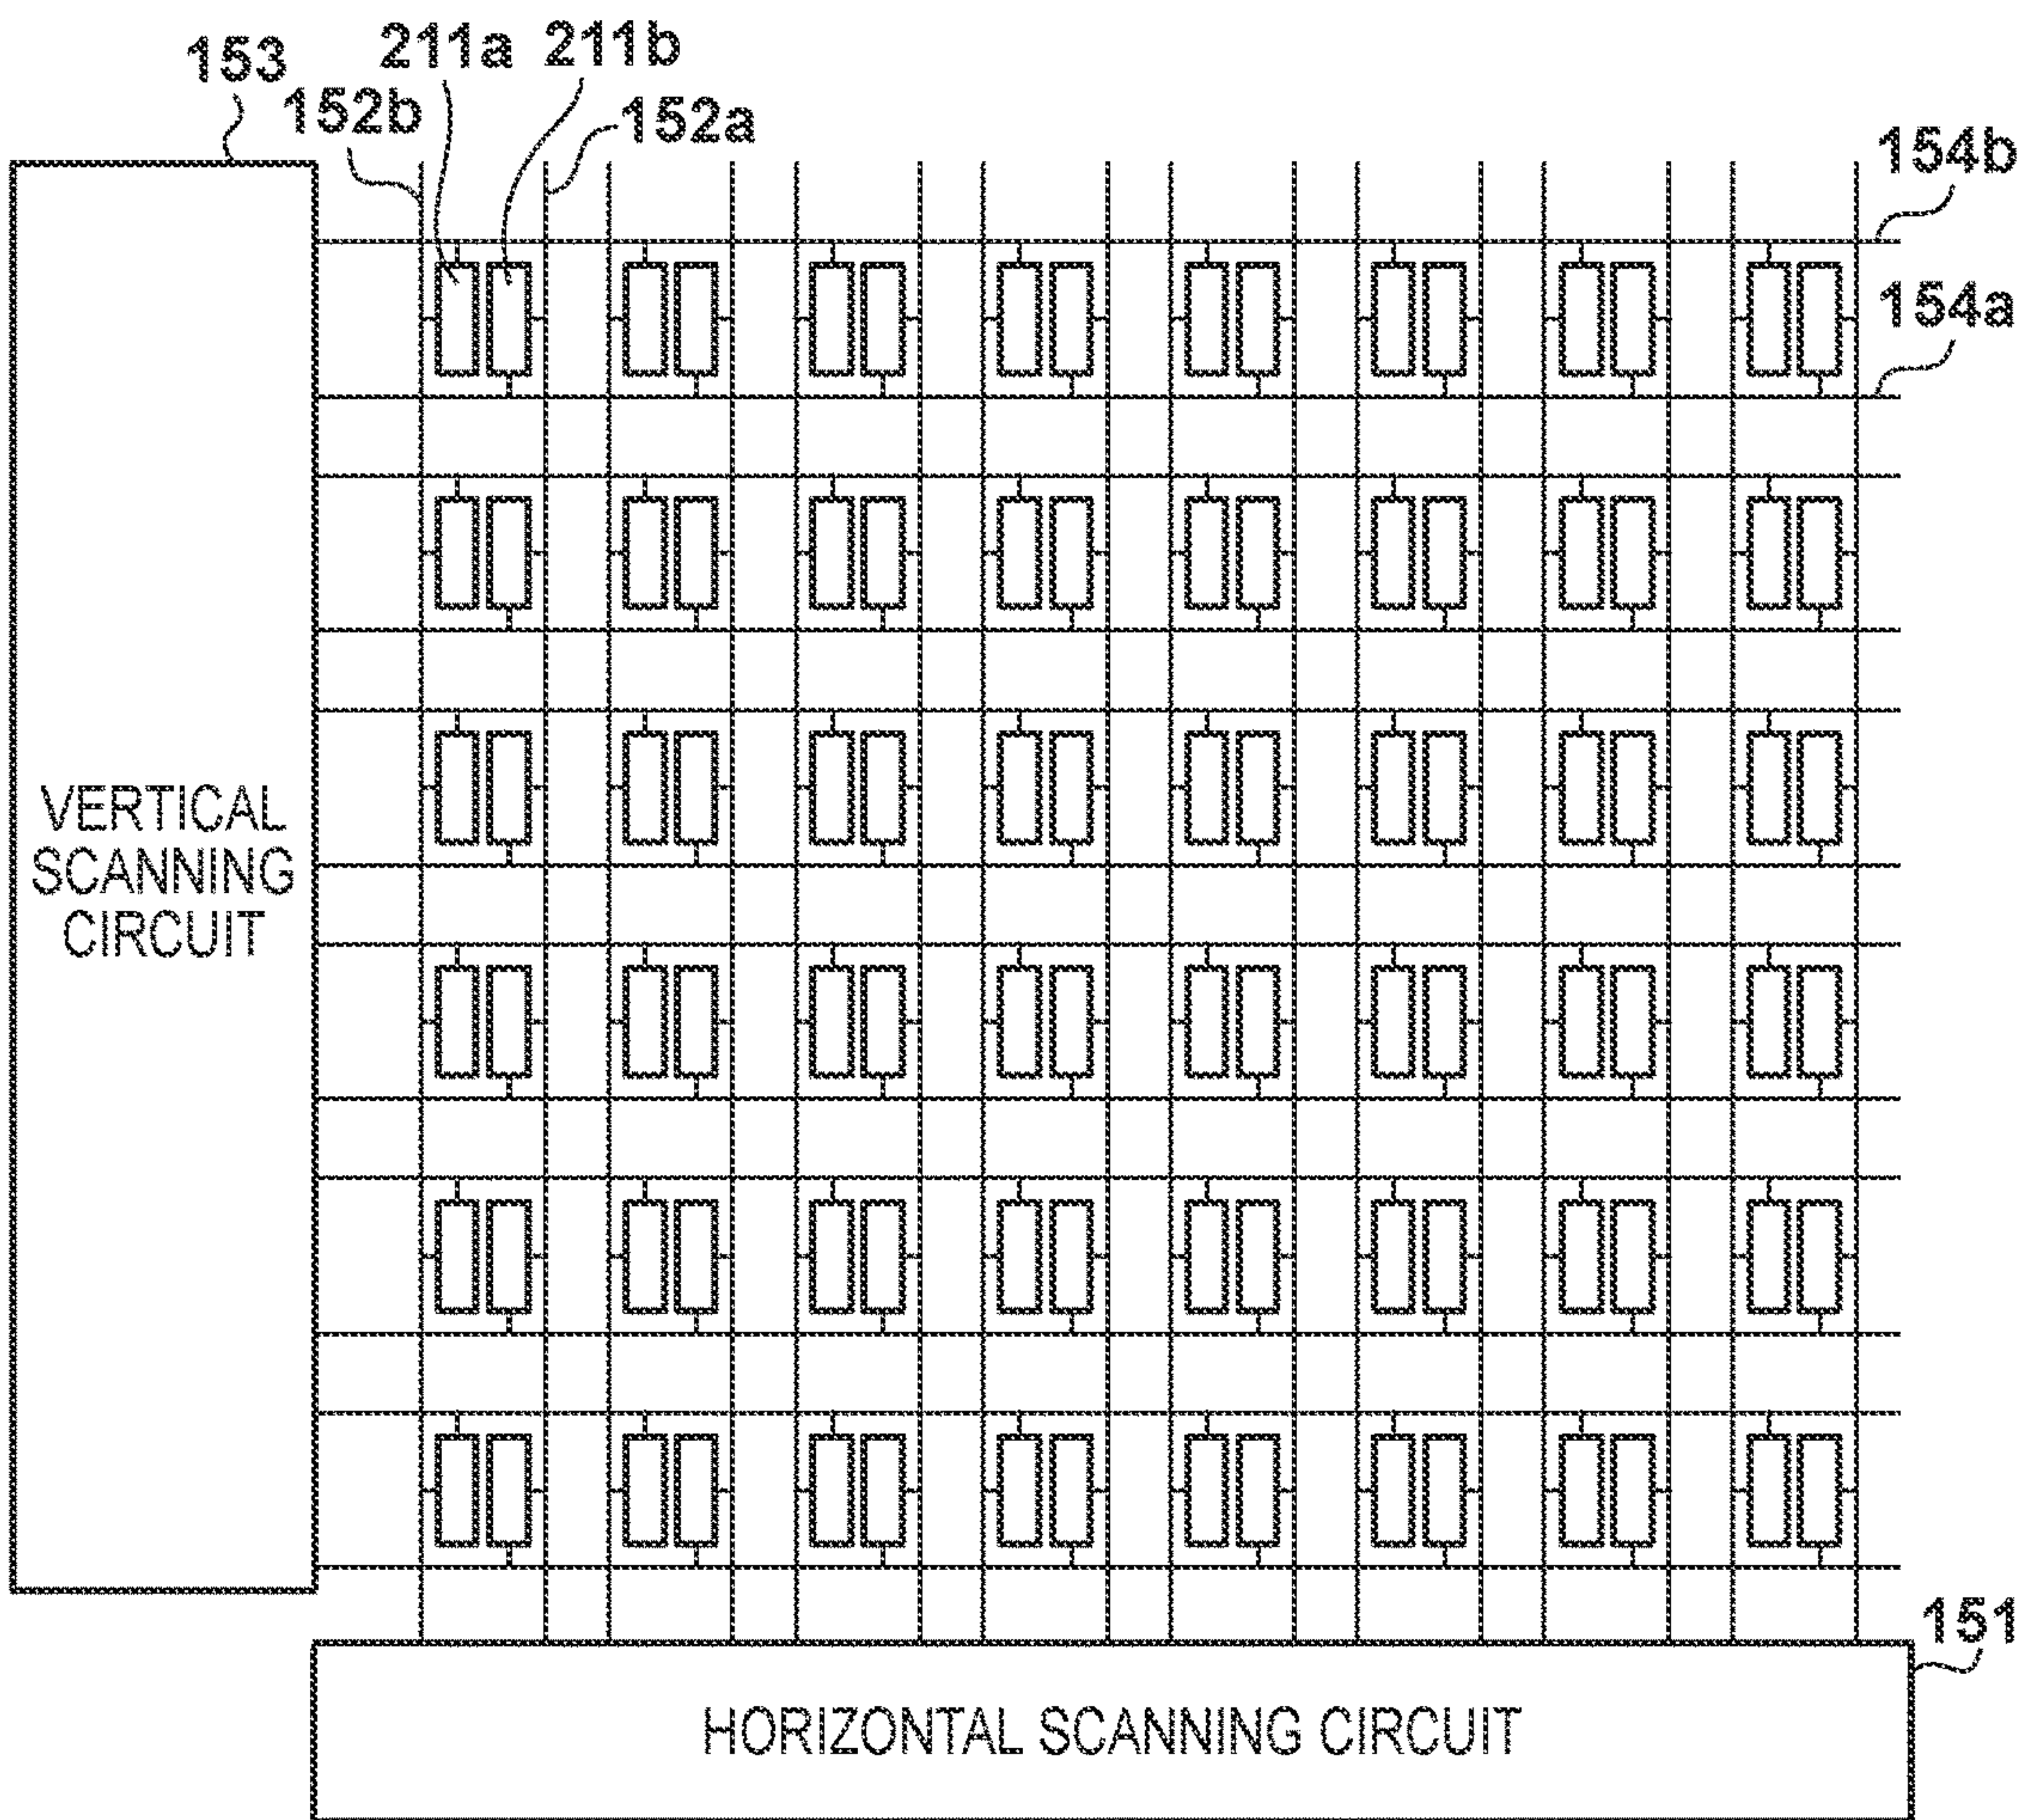 153
211a
211b
152b
152a
154b
154a
VERTICAL
SCANNING
CIRCUIT
151
HORIZONTAL SCANNING CIRCUIT